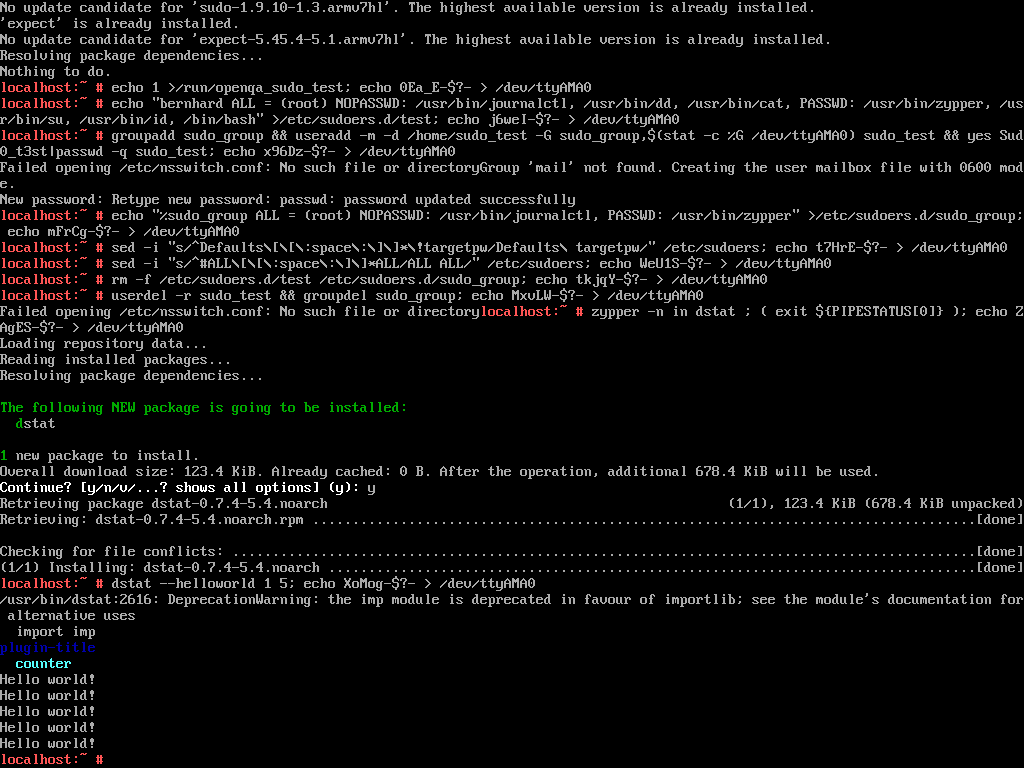 No update candidate for 'sudo-1.9.10-1.3.armv7hl'. The highest available version is already installed.
'expect' is already installed.
No update candidate for 'expect-5.45.4-5.1.armv7hl'. The highest available version is already installed.
Resolving package dependencies...
Nothing to do.
localhost:~ # echo 1 >/run/openqa_sudo_test; echo 0Ea_E-$?- > /dev/ttyAMA0
localhost:~ # echo "bernhard ALL = (root) NOPASSWD: /usr/bin/journalctl, /usr/bin/dd, /usr/bin/cat, PASSWD: /usr/bin/zypper, /us
r/bin/su, /usr/bin/id, /bin/bash" >/etc/sudoers.d/test; echo j6weI-$?- > /dev/ttyAMA0
localhost:~ # groupadd sudo_group && useradd -m -d /home/sudo_test -G sudo_group,$(stat -c %G /dev/ttyAMA0) sudo_test && yes Sud
0_t3st|passwd -q sudo_test; echo x96Dz-$?- > /dev/ttyAMA0
Failed opening /etc/nsswitch.conf: No such file or directoryGroup 'mail' not found. Creating the user mailbox file with 0600 mod
e.
New password: Retype new password: passwd: password updated successfully
localhost:~ # echo "%sudo_group ALL = (root) NOPASSWD: /usr/bin/journalctl, PASSWD: /usr/bin/zypper" >/etc/sudoers.d/sudo_group;
 echo mFrCg-$?- > /dev/ttyAMA0
localhost:~ # sed -i "s/^Defaults\[\[\:space\:\]\]*\!targetpw/Defaults\ targetpw/" /etc/sudoers; echo t7HrE-$?- > /dev/ttyAMA0
localhost:~ # sed -i "s/^#ALL\[\[\:space\:\]\]*ALL/ALL ALL/" /etc/sudoers; echo WeU1S-$?- > /dev/ttyAMA0
localhost:~ # rm -f /etc/sudoers.d/test /etc/sudoers.d/sudo_group; echo tkjqY-$?- > /dev/ttyAMA0
localhost:~ # userdel -r sudo_test && groupdel sudo_group; echo MxvLW-$?- > /dev/ttyAMA0
Failed opening /etc/nsswitch.conf: No such file or directorylocalhost:~ # zypper -n in dstat ; ( exit ${PIPESTATUS[0]} ); echo Z
AgES-$?- > /dev/ttyAMA0
Loading repository data...
Reading installed packages...
Resolving package dependencies...
The following NEW package is going to be installed:
  dstat
1 new package to install.
Overall download size: 123.4 KiB. Already cached: 0 B. After the operation, additional 678.4 KiB will be used.
Continue? [y/n/v/...? shows all options] (y): y
Retrieving package dstat-0.7.4-5.4.noarch (1/1), 123.4 KiB (678.4 KiB unpacked)
Retrieving: dstat-0.7.4-5.4.noarch.rpm ...................................................................................[done]
Checking for file conflicts: .............................................................................................[done]
(1/1) Installing: dstat-0.7.4-5.4.noarch .................................................................................[done]
localhost:~ # dstat --helloworld 1 5; echo XoMog-$?- > /dev/ttyAMA0
/usr/bin/dstat:2616: DeprecationWarning: the imp module is deprecated in favour of importlib; see the module's documentation for
 alternative uses
  import imp
plugin-title
  counter
Hello world!
Hello world!
Hello world!
Hello world!
Hello world!
localhost:~ #